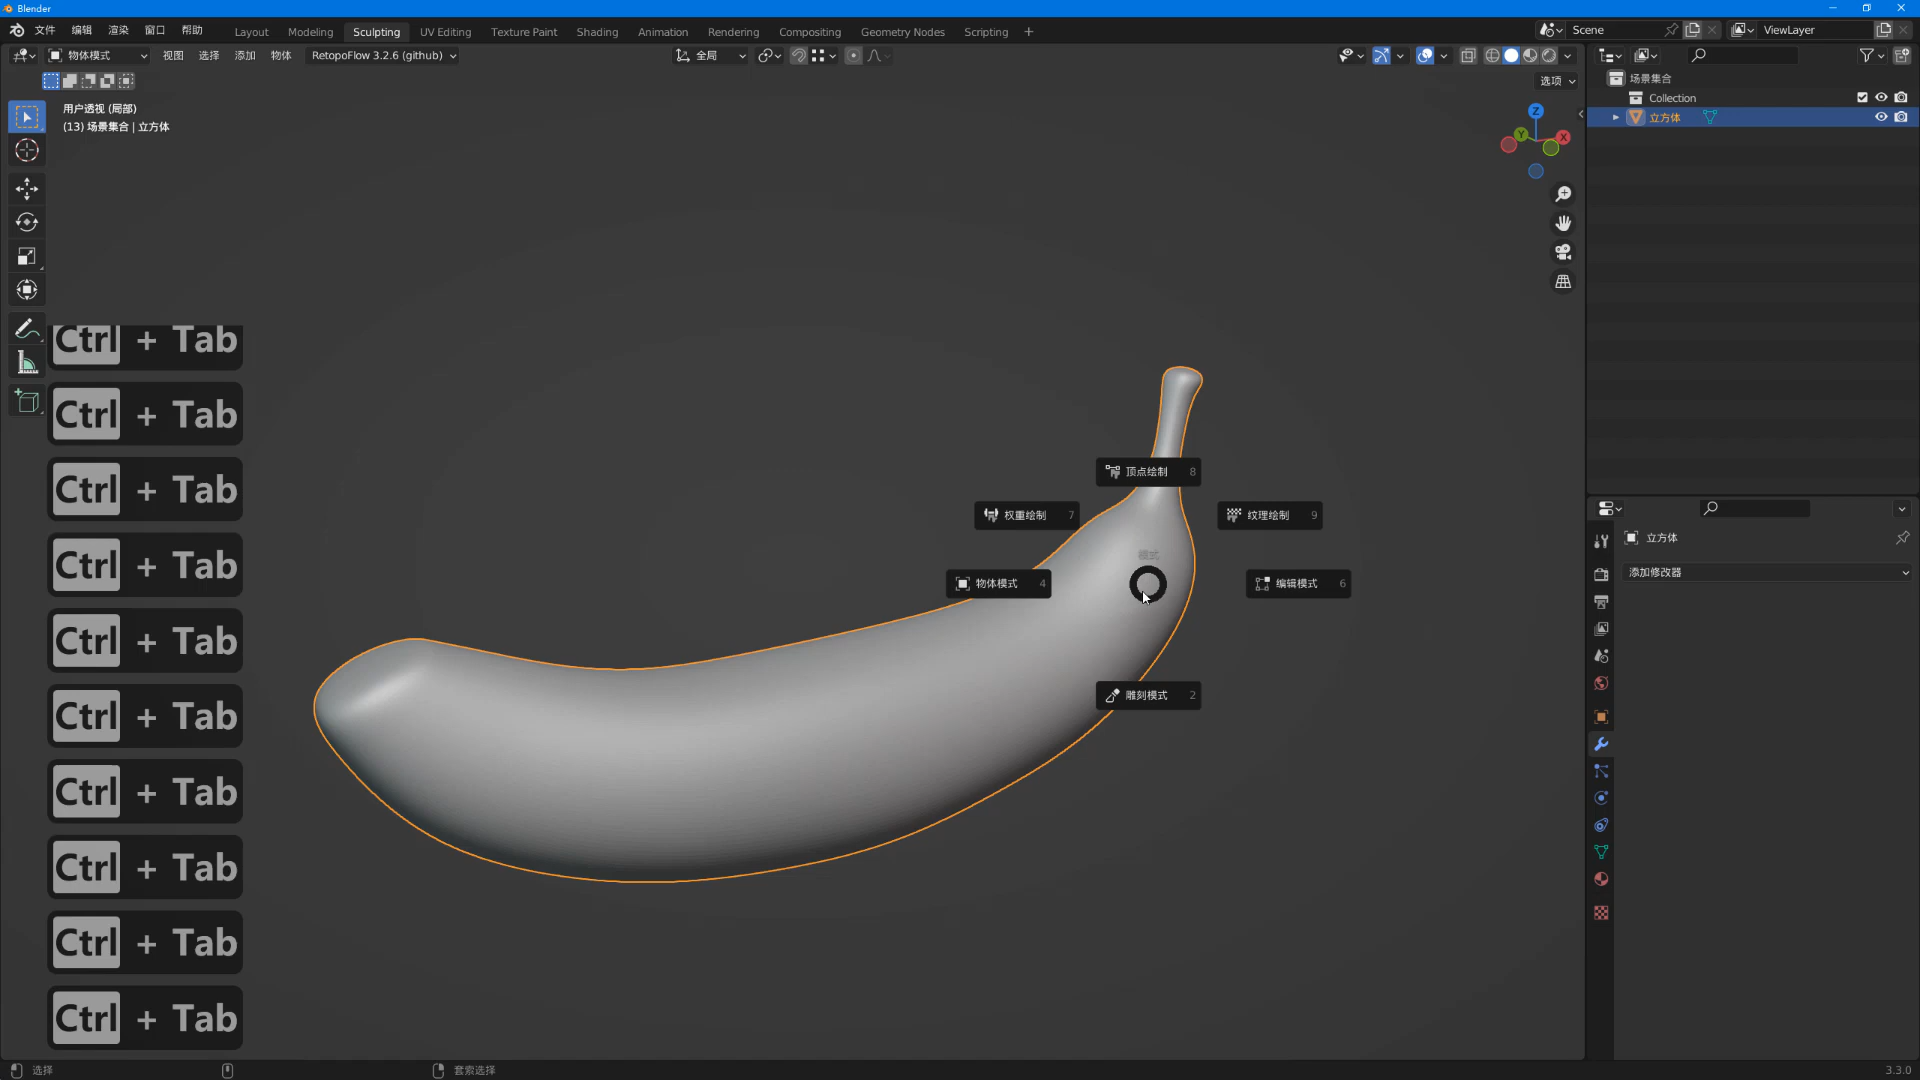 Blender
文件 编辑 渲染 窗口 帮助 Layout Modeling Sculpting UV Editing Texture Paint Shading Animation Rendering Compositing Geometry Nodes Scripting + Scene ViewLayer
物体模式 视图 选择 添加 物体 RetopoFlow 3.2.6 (github) 全局
选项
场景集合
Collection
立方体
用户透视 (局部)
(13) 场景集合 | 立方体
Z
Y
X
Ctrl + Tab
Ctrl + Tab
Ctrl + Tab
Ctrl + Tab
Ctrl + Tab
Ctrl + Tab
Ctrl + Tab
Ctrl + Tab
Ctrl + Tab
Ctrl + Tab
顶点绘制 8
权重绘制 7
纹理绘制 9
模式
物体模式 4
编辑模式 6
雕刻模式 2
立方体
添加修改器
选择
套索选择
3.3.0